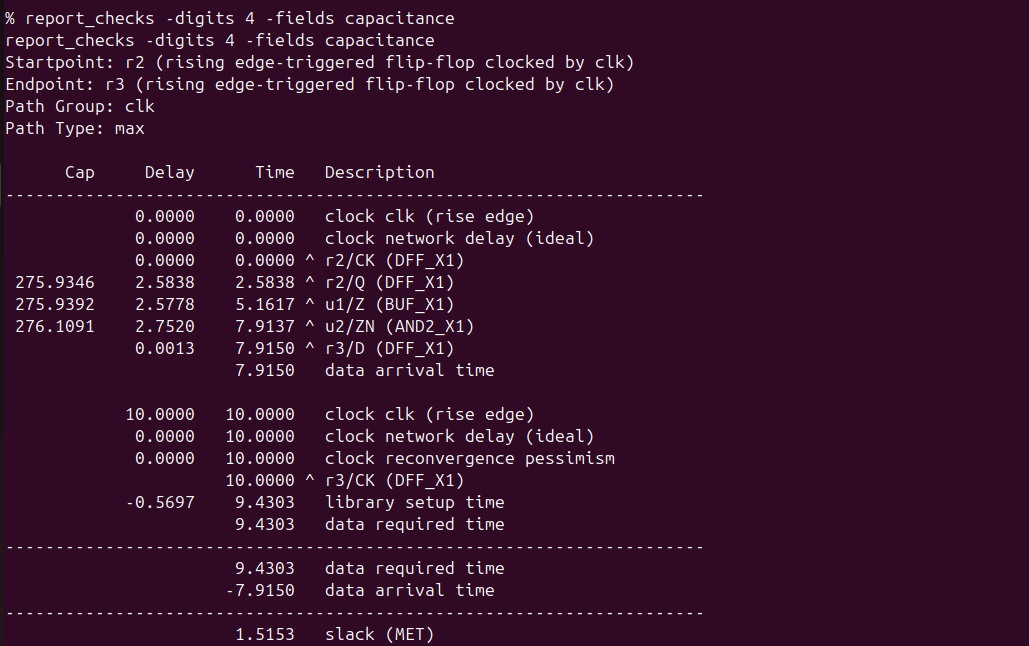 % report_checks -digits 4 -fields capacitance
report_checks -digits 4 -fields capacitance
Startpoint: r2 (rising edge-triggered flip-flop clocked by clk)
Endpoint: r3 (rising edge-triggered flip-flop clocked by clk)
Path Group: clk
Path Type: max

      Cap     Delay      Time   Description
----------------------------------------------------------------------
             0.0000    0.0000   clock clk (rise edge)
             0.0000    0.0000   clock network delay (ideal)
             0.0000    0.0000 ^ r2/CK (DFF_X1)
 275.9346    2.5838    2.5838 ^ r2/Q (DFF_X1)
 275.9392    2.5778    5.1617 ^ u1/Z (BUF_X1)
 276.1091    2.7520    7.9137 ^ u2/ZN (AND2_X1)
             0.0013    7.9150 ^ r3/D (DFF_X1)
                       7.9150   data arrival time

            10.0000   10.0000   clock clk (rise edge)
             0.0000   10.0000   clock network delay (ideal)
             0.0000   10.0000   clock reconvergence pessimism
                      10.0000 ^ r3/CK (DFF_X1)
            -0.5697    9.4303   library setup time
                       9.4303   data required time
----------------------------------------------------------------------
                       9.4303   data required time
                      -7.9150   data arrival time
----------------------------------------------------------------------
                       1.5153   slack (MET)